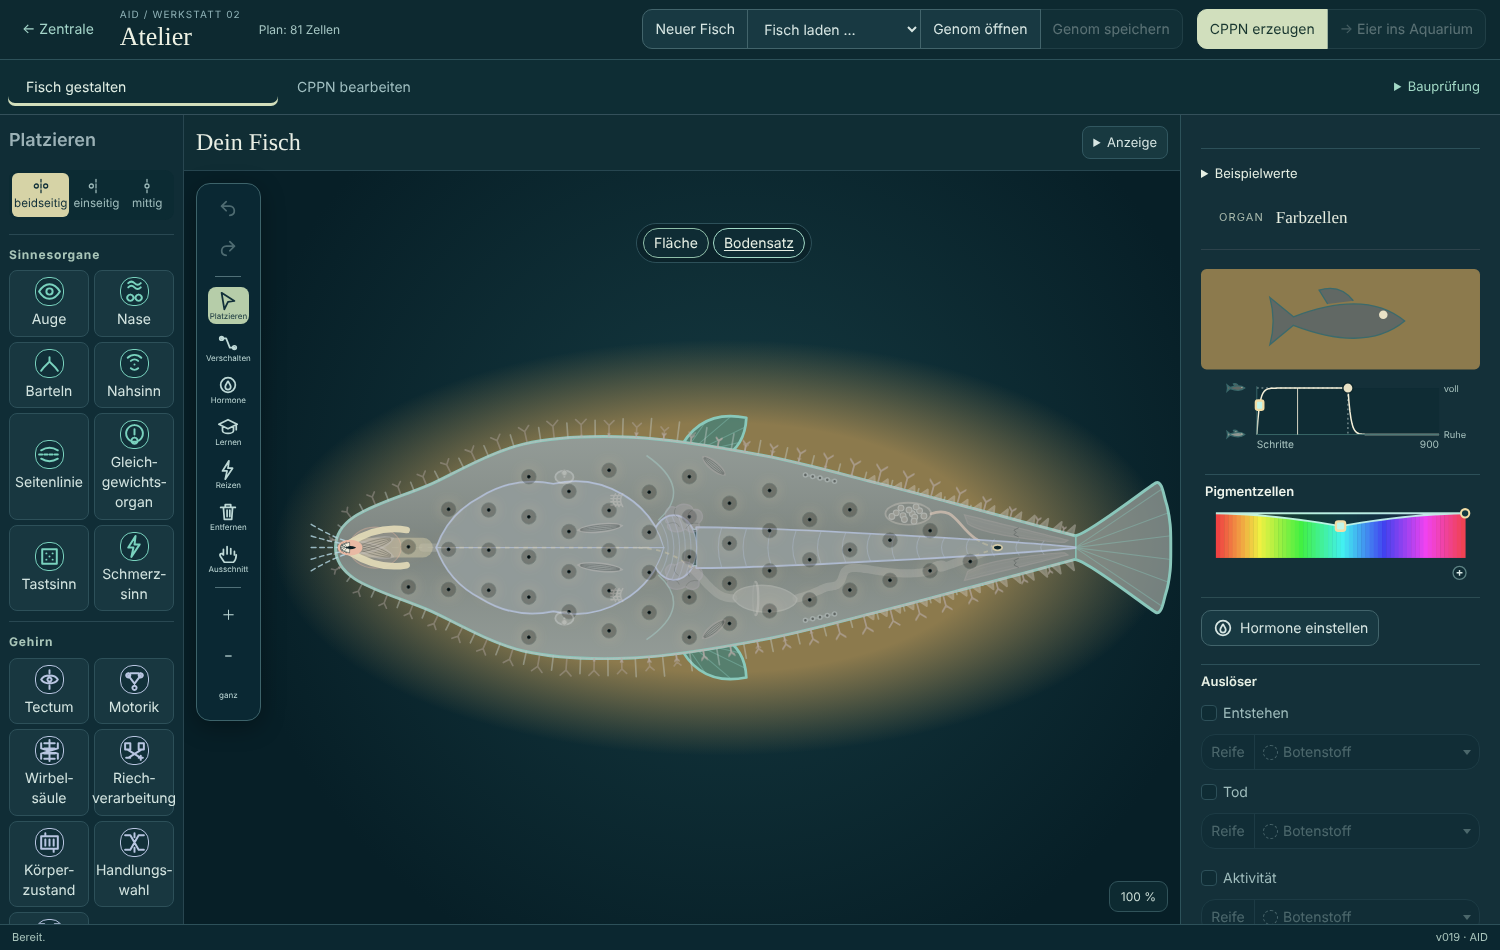 ← Zentrale
AID / WERKSTATT 02
Atelier
Plan: 81 Zellen
Neuer Fisch
Fisch laden ...
Genom öffnen
Genom speichern
CPPN erzeugen
→ Eier ins Aquarium
Fisch gestalten
CPPN bearbeiten
Bauprüfung
Platzieren
beidseitig
einseitig
mittig
Sinnesorgane
Auge
Nase
Barteln
Nahsinn
Seitenlinie
Gleich-
gewichts-
organ
Tastsinn
Schmerz-
sinn
Gehirn
Tectum
Motorik
Wirbel-
säule
Riech-
verarbeitung
Körper-
zustand
Handlungs-
wahl
Dein Fisch
Anzeige
Platzieren
Verschalten
Hormone
Lernen
Reizen
Entfernen
Ausschnitt
+
-
ganz
Fläche
Bodensatz
100 %
Beispielwerte
ORGAN Farbzellen
voll
Ruhe
Schritte
900
Pigmentzellen
Hormone einstellen
Auslöser
Entstehen
Reife
Botenstoff
Tod
Reife
Botenstoff
Aktivität
Reife
Botenstoff
Bereit.
v019 · AID